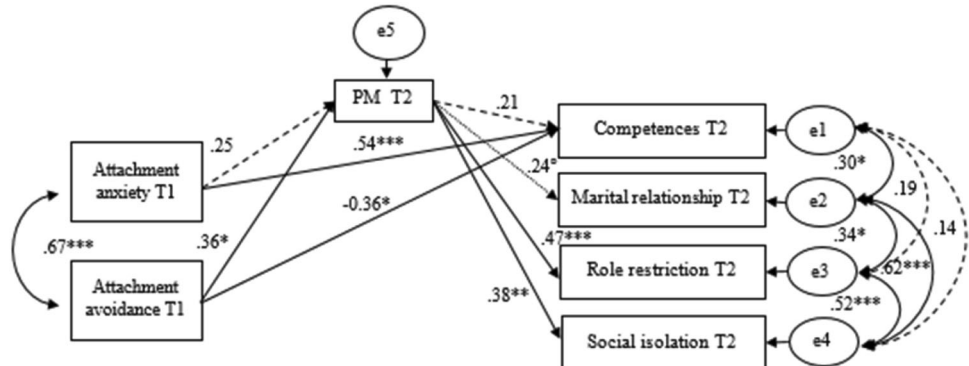 e5
PM T2
.21
Competences T2
e1
.25
.54***
.30*
Attachment
anxiety T1
.24°
Marital relationship T2
e2
.19
-0.36*
.14
.67***
.36*
.47***
.34*
Role restriction T2
e3
.62***
Attachment
avoidance T1
.38**
.52***
Social isolation T2
e4